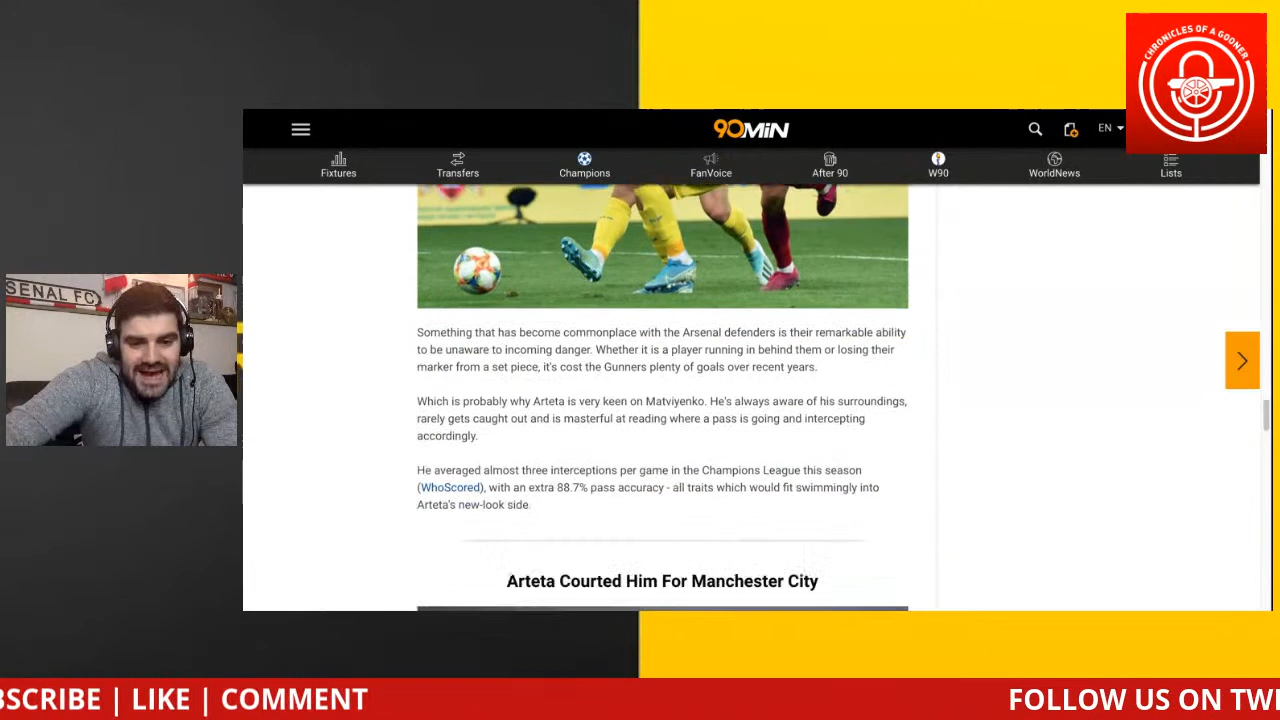 CHRONICLES OF A GOONER
90MiN
EN
Fixtures
Transfers
Champions
FanVoice
After 90
W90
WorldNews
Lists
SENAL FC
Something that has become commonplace with the Arsenal defenders is their remarkable ability
to be unaware to incoming danger. Whether it is a player running in behind them or losing their
marker from a set piece, it's cost the Gunners plenty of goals over recent years.
Which is probably why Arteta is very keen on Matviyenko. He's always aware of his surroundings,
rarely gets caught out and is masterful at reading where a pass is going and intercepting
accordingly.
He averaged almost three interceptions per game in the Champions League this season
(WhoScored), with an extra 88.7% pass accuracy - all traits which would fit swimmingly into
Arteta's new-look side.
Arteta Courted Him For Manchester City
BSCRIBE | LIKE | COMMENT
FOLLOW US ON TWI